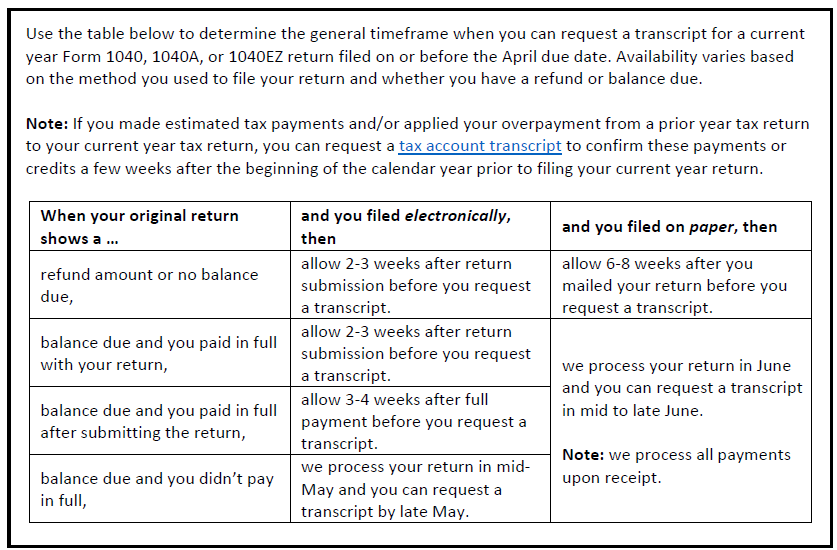 Use the table below to determine the general timeframe when you can request a transcript for a current
year Form 1040, 1040A, or 1040EZ return filed on or before the April due date. Availability varies based
on the method you used to file your return and whether you have a refund or balance due.
Note: If you made estimated tax payments and/or applied your overpayment from a prior year tax return
to your current year tax return, you can request a tax account transcript to confirm these payments or
credits a few weeks after the beginning of the calendar year prior to filing your current year return.
When your original return
shows a ...
and you filed electronically,
then
and you filed on paper, then
refund amount or no balance
due,
allow 2-3 weeks after return
submission before you request
a transcript.
allow 6-8 weeks after you
mailed your return before you
request a transcript.
balance due and you paid in full
with your return,
allow 2-3 weeks after return
submission before you request
a transcript.
we process your return in June
and you can request a transcript
in mid to late June.
Note: we process all payments
upon receipt.
balance due and you paid in full
after submitting the return,
allow 3-4 weeks after full
payment before you request a
transcript.
balance due and you didn't pay
in full,
we process your return in mid-
May and you can request a
transcript by late May.